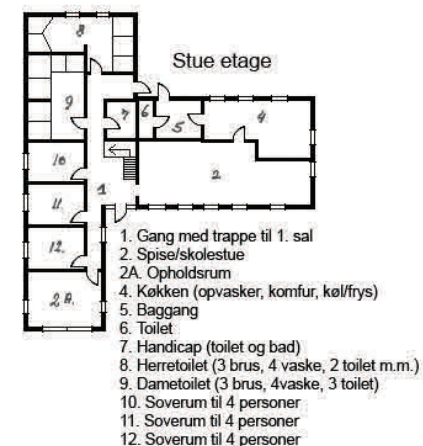 8
Stue etage
9
7
6
5
4
10
2
1
11.
12.
2A.
1. Gang med trappe til 1. sal
2. Spise/skolestue
2A. Opholdsrum
4. Køkken (opvasker, komfur, køl/frys)
5. Baggang
6. Toilet
7. Handicap (toilet og bad)
8. Herretoilet (3 brus, 4 vaske, 2 toilet m.m.)
9. Dametoilet (3 brus, 4vaske, 3 toilet)
10. Soverum til 4 personer
11. Soverum til 4 personer
12. Soverum til 4 personer